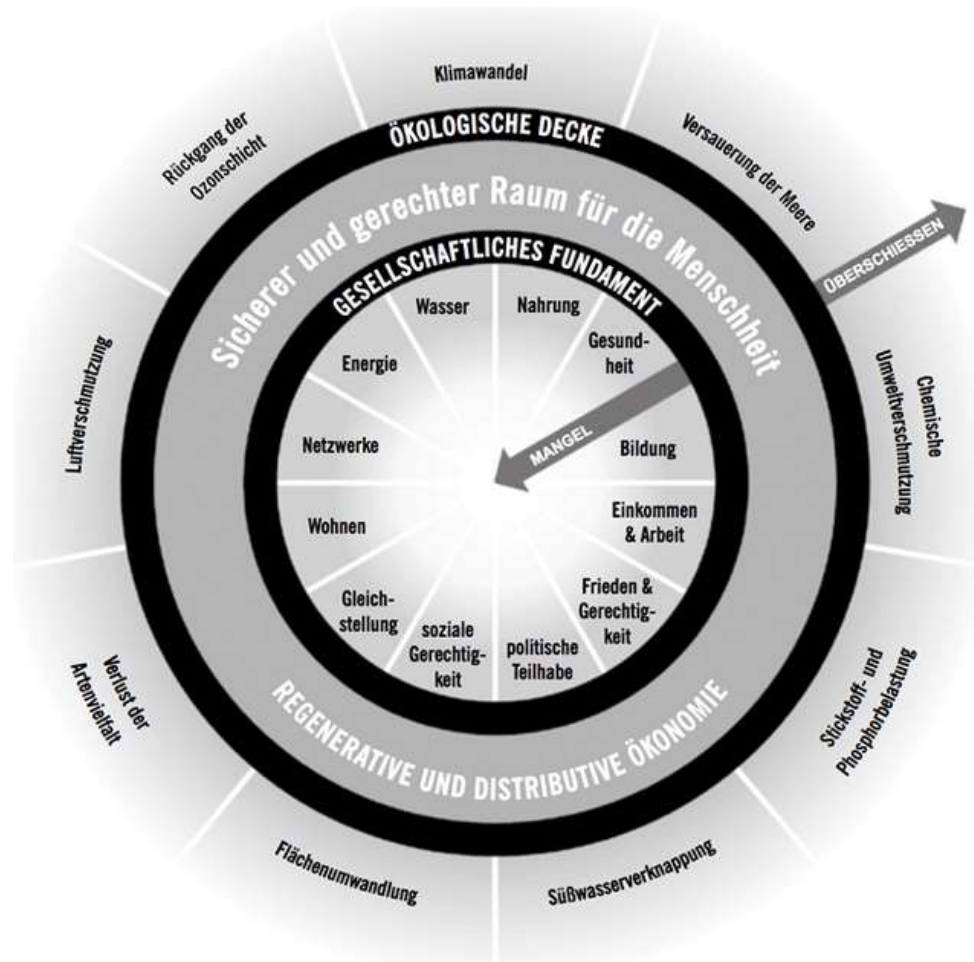 Klimawandel
ÖKOLOGISCHE DECKE
Versauerung der Meere
ÜBERSCHIESSEN
Chemische
Umweltverschmutzung
Stickstoff- und
Phosphorbelastung
Süßwasserverknappung
Flächenumwandlung
Verlust der
Artenvielfalt
Luftverschmutzung
Rückgang der
Ozonschicht
Sicherer und gerechter Raum für die Menschheit
GESELLSCHAFTLICHES FUNDAMENT
Wasser
Nahrung
Gesund-
heit
MANGEL
Bildung
Einkommen
& Arbeit
Frieden &
Gerechtig-
keit
politische
Teilhabe
soziale
Gerechtig-
keit
Gleich-
stellung
Wohnen
Netzwerke
Energie
REGENERATIVE UND DISTRIBUTIVE ÖKONOMIE